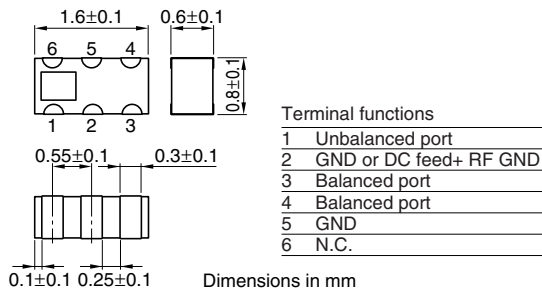 1.6±0.1
0.6±0.1
6 5 4
0.8±0.1
1 2 3
0.55±0.1
0.3±0.1
0.1±0.1
0.25±0.1
Dimensions in mm
Terminal functions
1 Unbalanced port
2 GND or DC feed+ RF GND
3 Balanced port
4 Balanced port
5 GND
6 N.C.